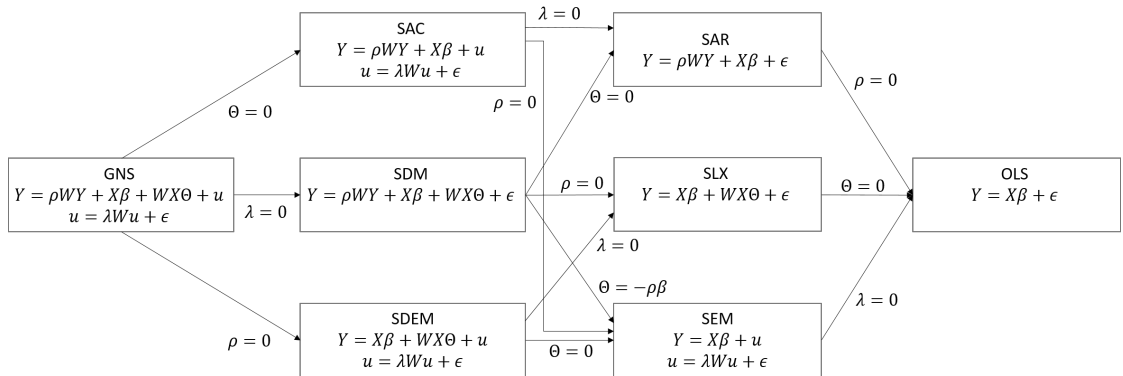 SAC
Y = ρWY + Xβ + u
u = λWu + ϵ
λ = 0
SAR
Y = ρWY + Xβ + ϵ
ρ = 0
Θ = 0
ρ = 0
Θ = 0
GNS
Y = ρWY + Xβ + WXΘ + u
u = λWu + ϵ
λ = 0
SDM
Y = ρWY + Xβ + WXΘ + ϵ
ρ = 0
SLX
Y = Xβ + WXΘ + ϵ
Θ = 0
OLS
Y = Xβ + ϵ
λ = 0
Θ = −ρβ
λ = 0
ρ = 0
SDEM
Y = Xβ + WXΘ + u
u = λWu + ϵ
Θ = 0
SEM
Y = Xβ + u
u = λWu + ϵ